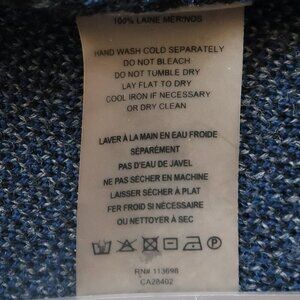 100% LAINE MERINOS
HAND WASH COLD SEPARATELY
DO NOT BLEACH
DO NOT TUMBLE DRY
LAY FLAT TO DRY
COOL IRON IF NECESSARY
OR DRY CLEAN
LAVER À LA MAIN EN EAU FROIDE
SÉPARÉMENT
PAS D'EAU DE JAVEL
NE PAS SÉCHER EN MACHINE
LAISSER SÉCHER À PLAT
FER FROID SI NÉCESSAIRE
OU NETTOYER À SEC
P
RN# 113698
CA28402